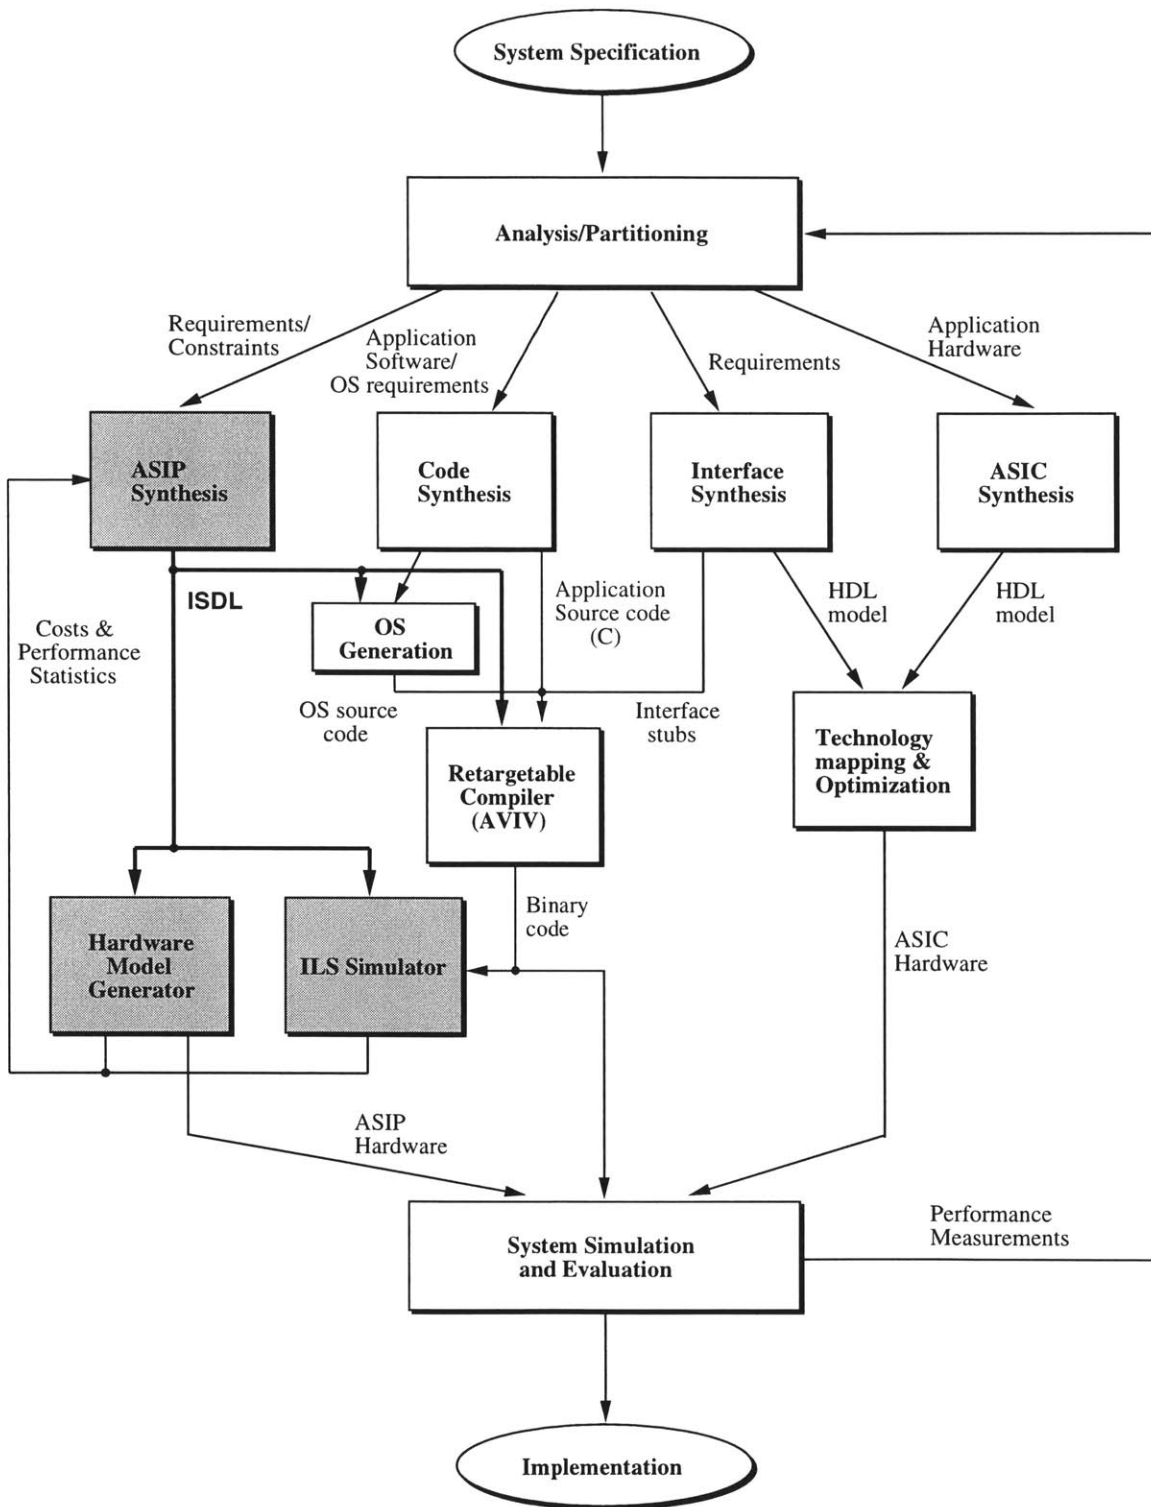 System Specification
Analysis/Partitioning
Requirements/
Constraints
Application
Software/
OS requirements
Requirements
Application
Hardware
ASIP
Synthesis
Code
Synthesis
Interface
Synthesis
ASIC
Synthesis
ISDL
Costs &
Performance
Statistics
OS
Generation
Application
Source code
(C)
HDL
model
HDL
model
OS source
code
Interface
stubs
Retargetable
Compiler
(AVIV)
Technology
mapping &
Optimization
Binary
code
Hardware
Model
Generator
ILS Simulator
ASIC
Hardware
ASIP
Hardware
System Simulation
and Evaluation
Performance
Measurements
Implementation